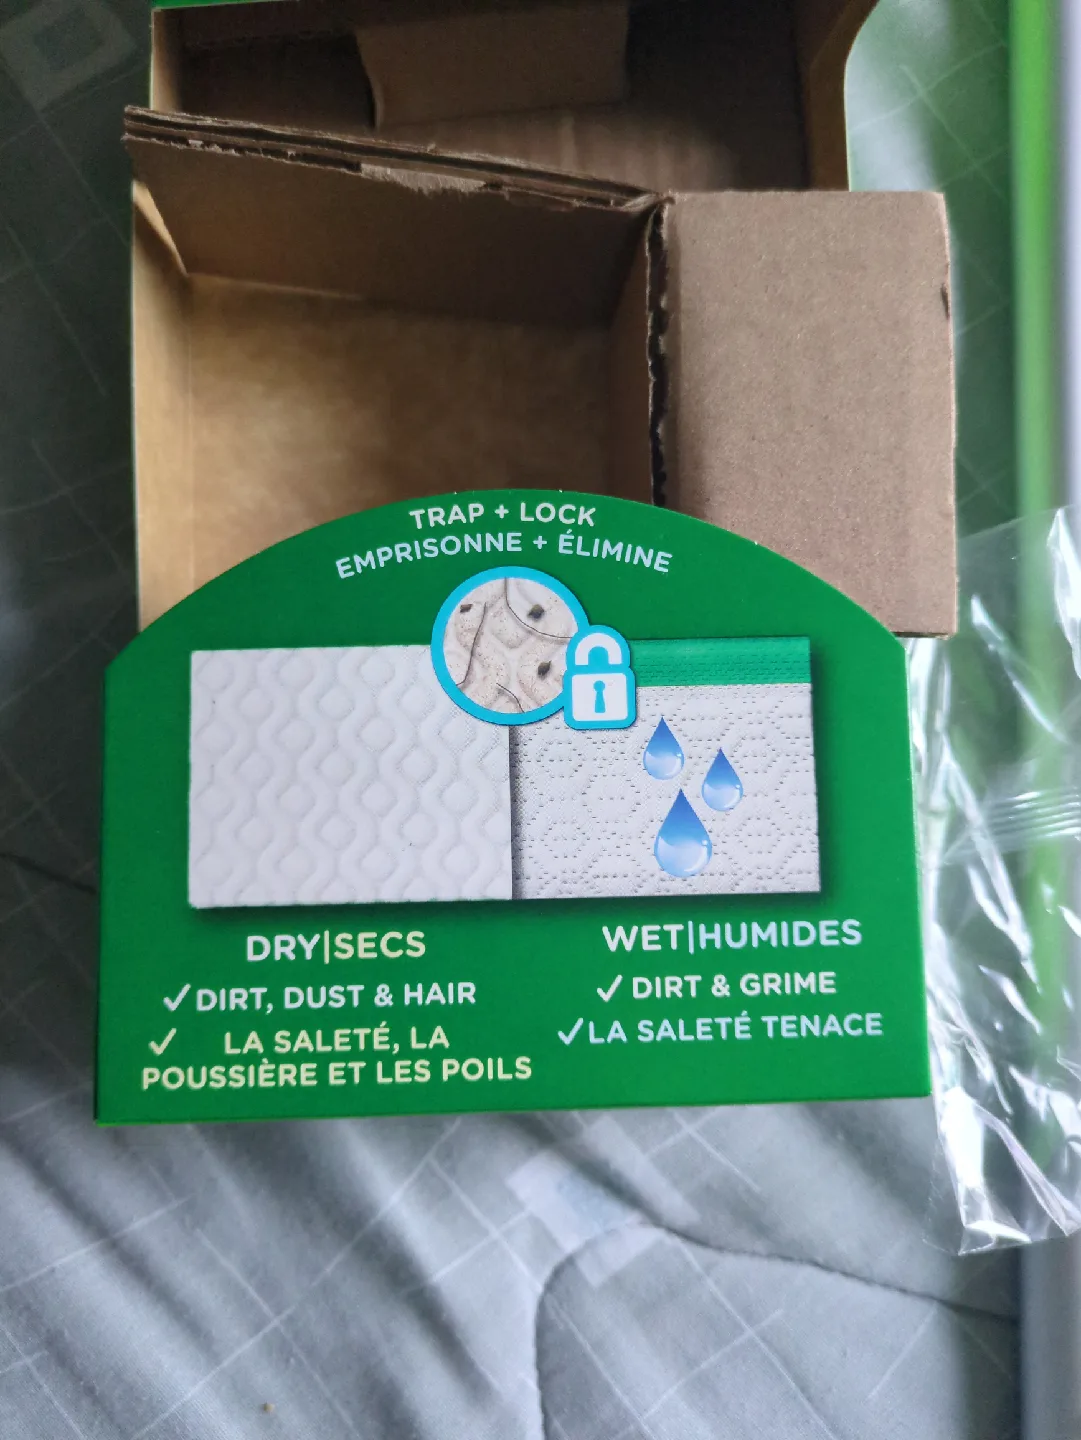 TRAP + LOCK
EMPRISONNE + ÉLIMINE
DRY|SECS
✓ DIRT, DUST & HAIR
✓ LA SALETÉ, LA
POUSSIÈRE ET LES POILS
WET|HUMIDES
✓ DIRT & GRIME
✓ LA SALETÉ TENACE